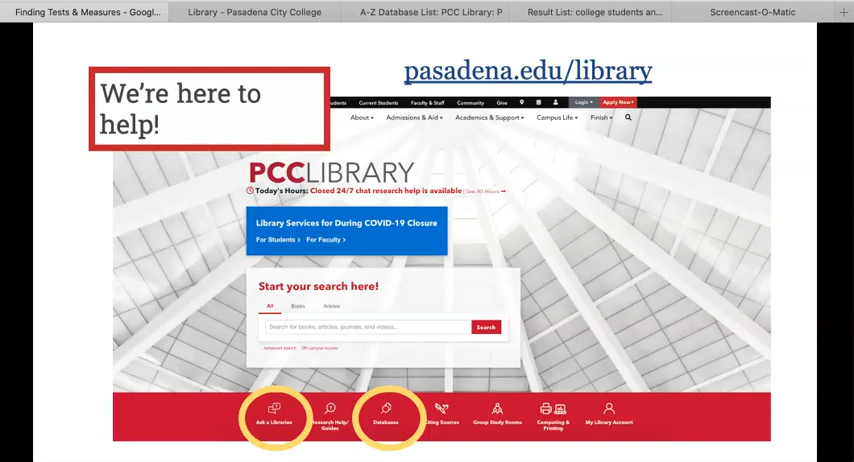 Finding Tests & Measures - Googl...
Library - Pasadena City College
A-Z Database List: PCC Library: P
Result List: college students an...
Screencast-O-Matic
We're here to
help!
pasadena.edu/library
Current Students
Faculty & Staff
Community
Give
Login
Apply Now
About
Admissions & Aid
Academics & Support
Campus Life
Finish
PCCLIBRARY
Today's Hours: Closed 24/7 chat research help is available | See All Hours
Library Services for During COVID-19 Closure
For Students > For Faculty >
Start your search here!
All Books Articles
Search for books, articles, journals, and videos...
Search
Advanced Search Off Campus Access
Ask a Librarian
Help/
Guides
Databases
Sources
Group Study Rooms
Computing &
Printing
My Library Account